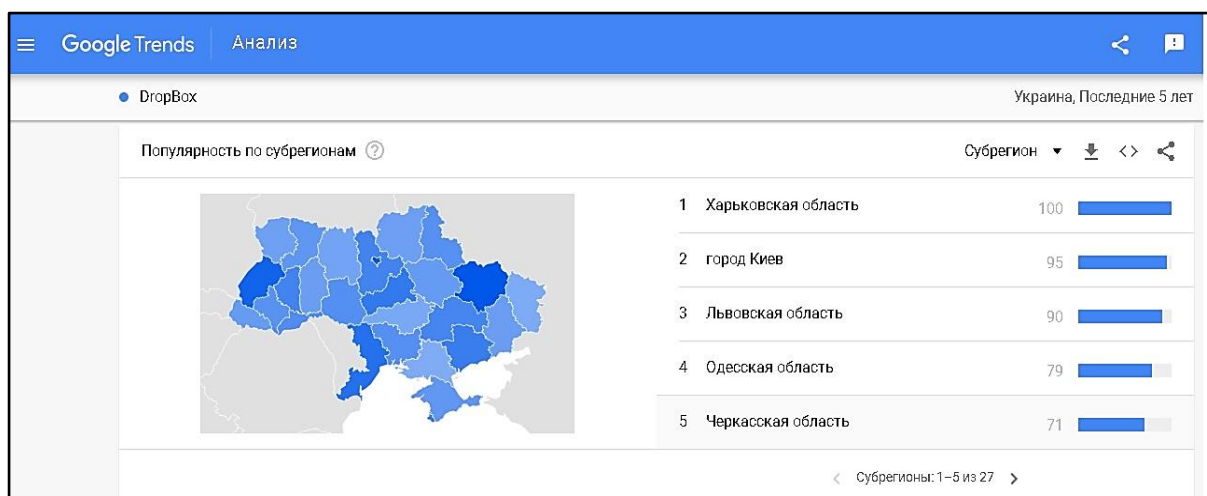 Google Trends Анализ
DropBox Украина, Последние 5 лет
Популярность по субрегионам ? Субрегион
1 Харьковская область 100
2 город Киев 95
3 Львовская область 90
4 Одесская область 79
5 Черкасская область 71
Субрегионы: 1–5 из 27